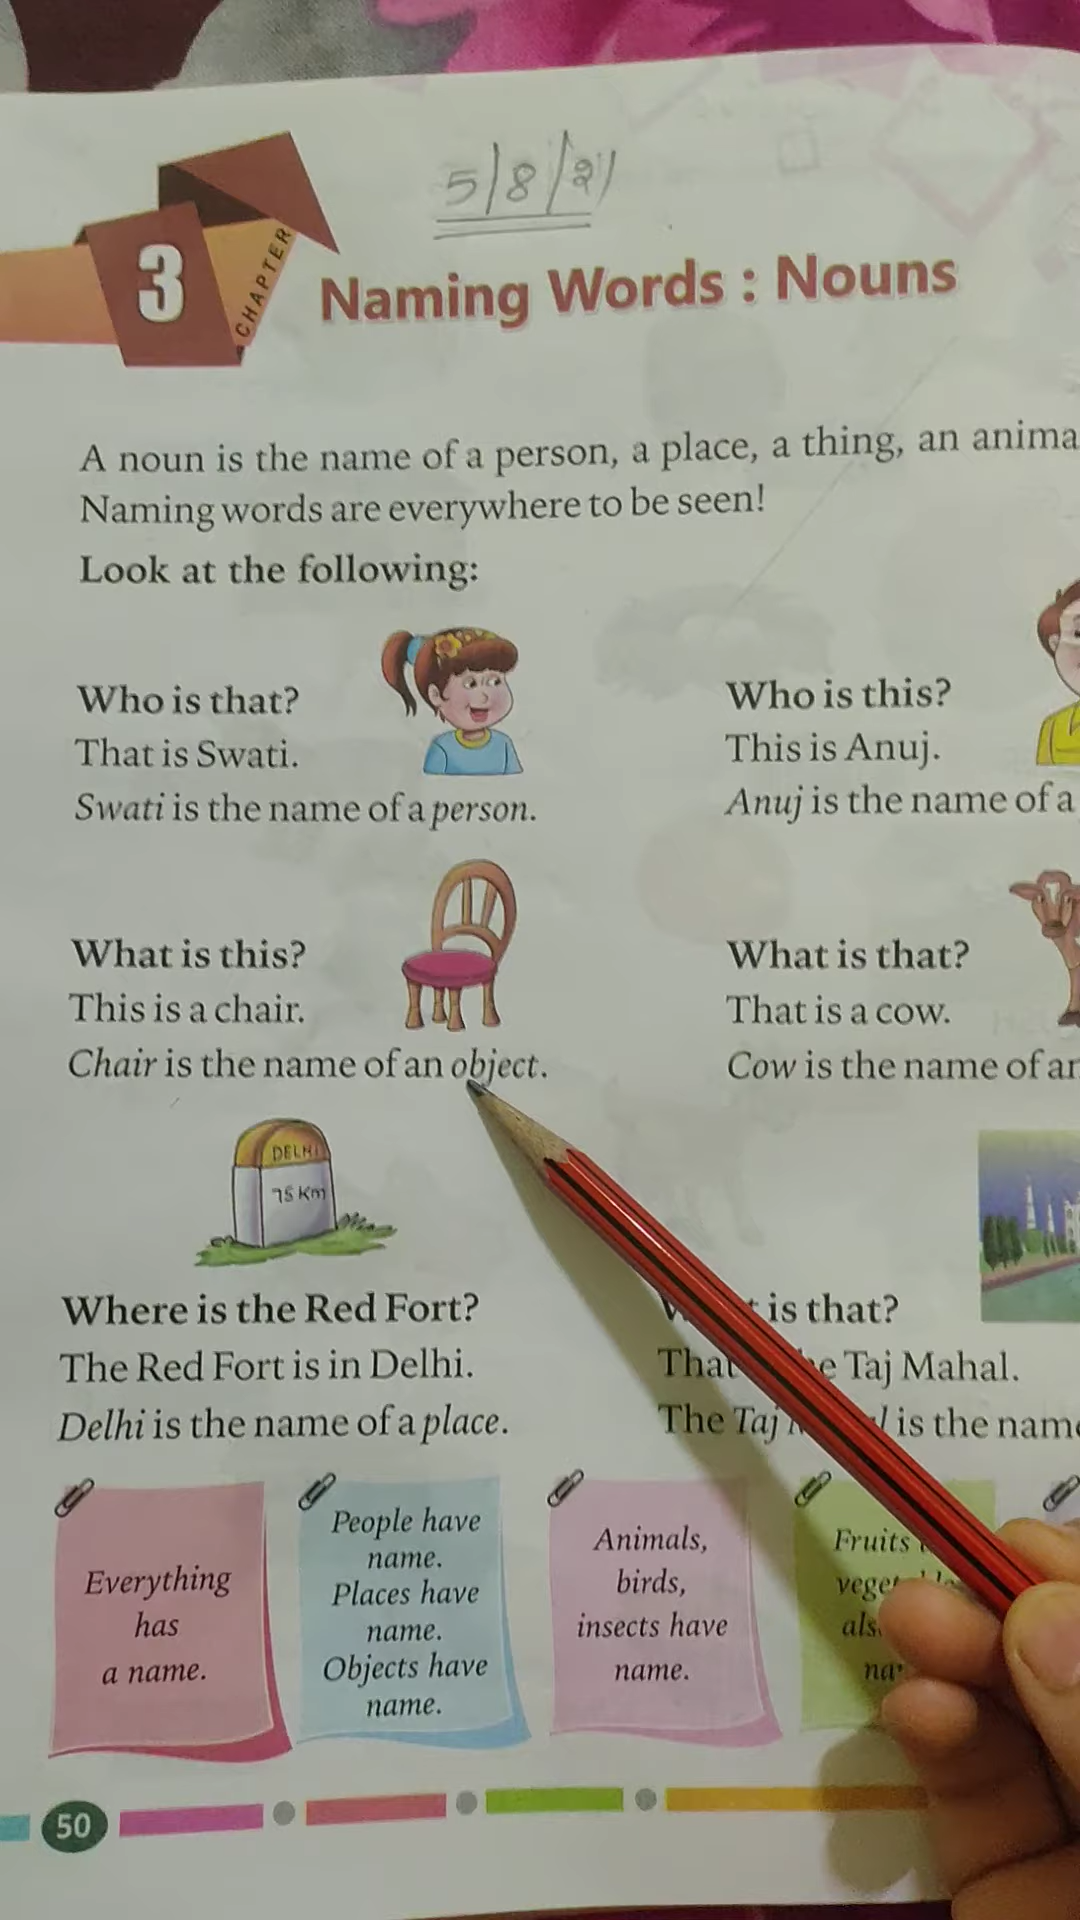 5/8/21
3
CHAPTER
Naming Words : Nouns
A noun is the name of a person, a place, a thing, an anima
Naming words are everywhere to be seen!
Look at the following:
Who is that?
That is Swati.
Swati is the name of a person.
Who is this?
This is Anuj.
Anuj is the name of a
What is this?
This is a chair.
Chair is the name of an object.
What is that?
That is a cow.
Cow is the name of an
DELHI
75 Km
Where is the Red Fort?
The Red Fort is in Delhi.
Delhi is the name of a place.
is that?
That Taj Mahal.
The Taj is the name
Everything
has
a name.
People have
name.
Places have
name.
Objects have
name.
Animals,
birds,
insects have
name.
Fruits
50